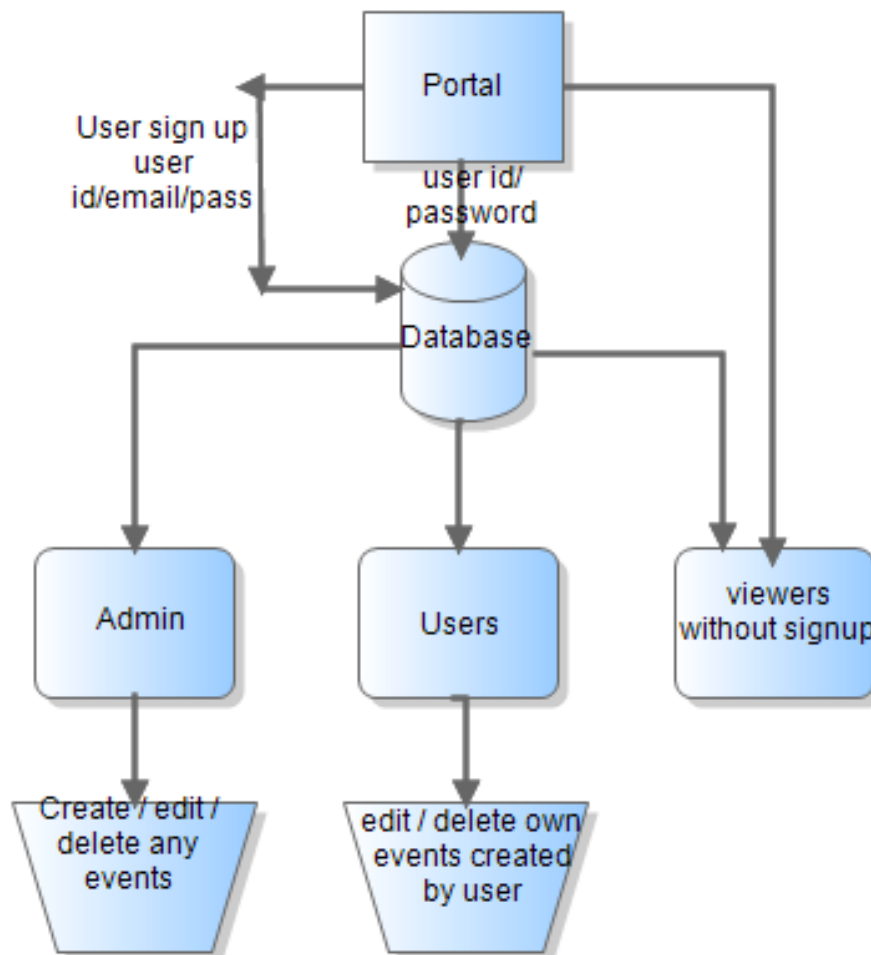 Portal
User sign up
user
id/email/pass
user id/
password
Database
Admin
Users
viewers
without signup
Create / edit /
delete any
events
edit / delete own
events created
by user